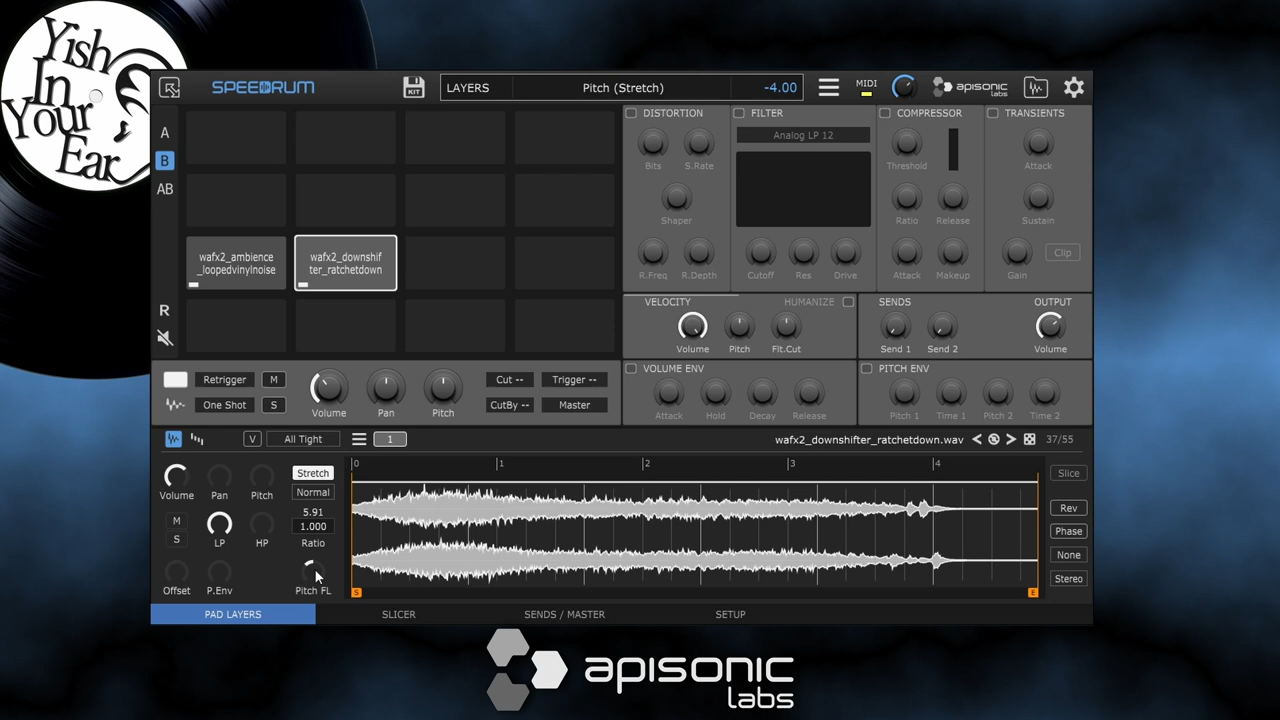 Yish
In
Your
Ear
SPEEDRUM
KIT
LAYERS
Pitch (Stretch)
-4.00
MIDI
apisonic
labs
A
B
AB
R
wafx2_ambience
_loopedvinylnoise
wafx2_downshif
ter_ratchetdown
DISTORTION
Bits
S.Rate
Shaper
R.Freq
R.Depth
FILTER
Analog LP 12
Cutoff
Res
Drive
COMPRESSOR
Threshold
Ratio
Release
Attack
Makeup
TRANSIENTS
Attack
Sustain
Gain
Clip
VELOCITY
HUMANIZE
Volume
Pitch
Flt.Cut
SENDS
OUTPUT
Send 1
Send 2
Volume
Retrigger
M
One Shot
S
Volume
Pan
Pitch
Cut --
Trigger --
CutBy --
Master
VOLUME ENV
Attack
Hold
Decay
Release
PITCH ENV
Pitch 1
Time 1
Pitch 2
Time 2
V
All Tight
1
wafx2_downshifter_ratchetdown.wav
37/55
Volume
Pan
Pitch
Stretch
Normal
5.91
1.000
Ratio
M
S
LP
HP
Offset
P.Env
Pitch FL
0
1
2
3
4
S
E
Slice
Rev
Phase
None
Stereo
PAD LAYERS
SLICER
SENDS / MASTER
SETUP
apisonic
labs